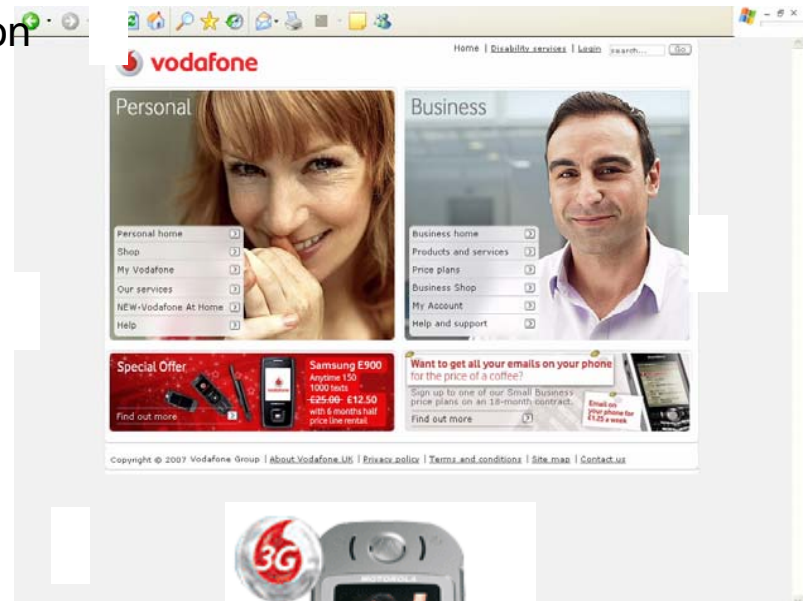 on
Home | Disability services | Login search... Go
vodafone
Personal
Personal home
Shop
My Vodafone
Our services
NEW-Vodafone At Home
Help
Business
Business home
Products and services
Price plans
Business Shop
My Account
Help and support
Special Offer
Find out more
Samsung E900
Anytime 150
1000 texts
£25.00 £12.50
with 6 months half
price line rental
Want to get all your emails on your phone
for the price of a coffee?
Sign up to one of our Small Business
price plans on an 18-month contract.
Find out more
Email on
your phone for
£1.25 a week
Copyright © 2007 Vodafone Group | About Vodafone UK | Privacy policy | Terms and conditions | Site map | Contact us
3G
MOTOROLA